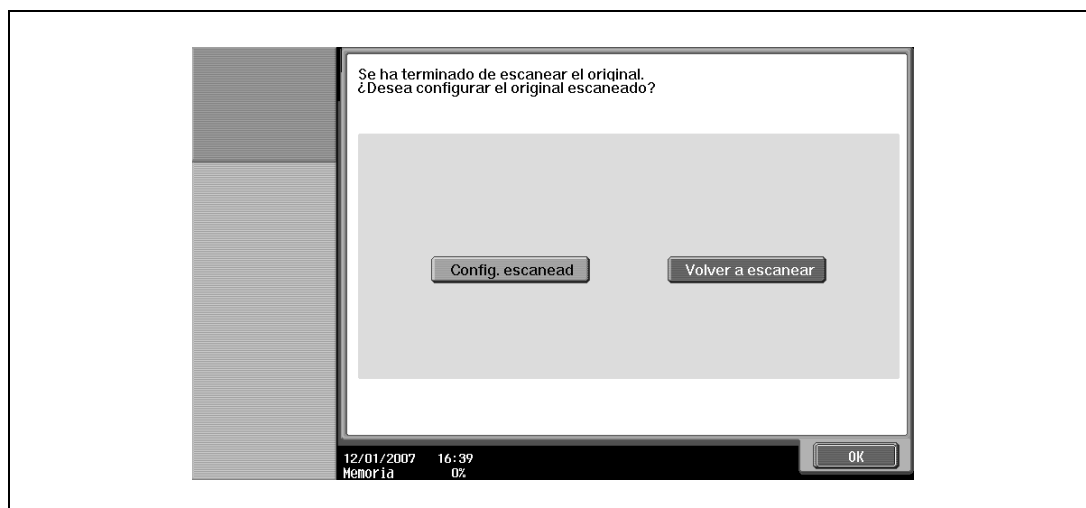 Se ha terminado de escanear el original.
¿Desea configurar el original escaneado?
Config. escanead
Volver a escanear
12/01/2007 16:39
Memoria 0%
OK